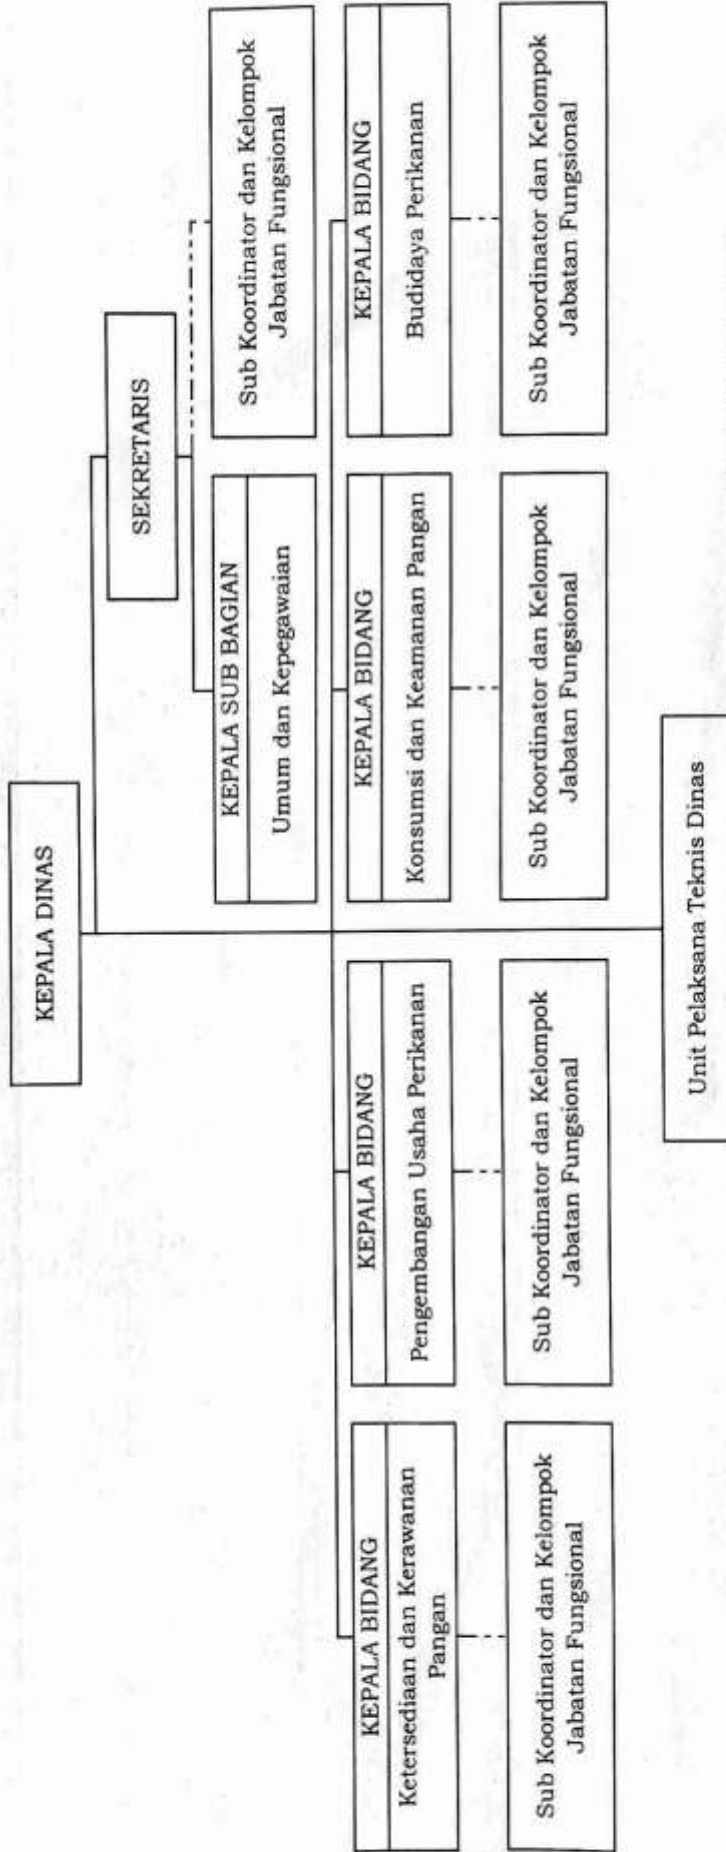 KEPALA DINAS
SEKRETARIS
KEPALA SUB BAGIAN
Umum dan Kepegawaian
Sub Koordinator dan Kelompok
Jabatan Fungsional
KEPALA BIDANG
Ketersediaan dan Kerawanan
Pangan
KEPALA BIDANG
Pengembangan Usaha Perikanan
KEPALA BIDANG
Konsumsi dan Keamanan Pangan
KEPALA BIDANG
Budidaya Perikanan
Sub Koordinator dan Kelompok
Jabatan Fungsional
Sub Koordinator dan Kelompok
Jabatan Fungsional
Sub Koordinator dan Kelompok
Jabatan Fungsional
Sub Koordinator dan Kelompok
Jabatan Fungsional
Unit Pelaksana Teknis Dinas